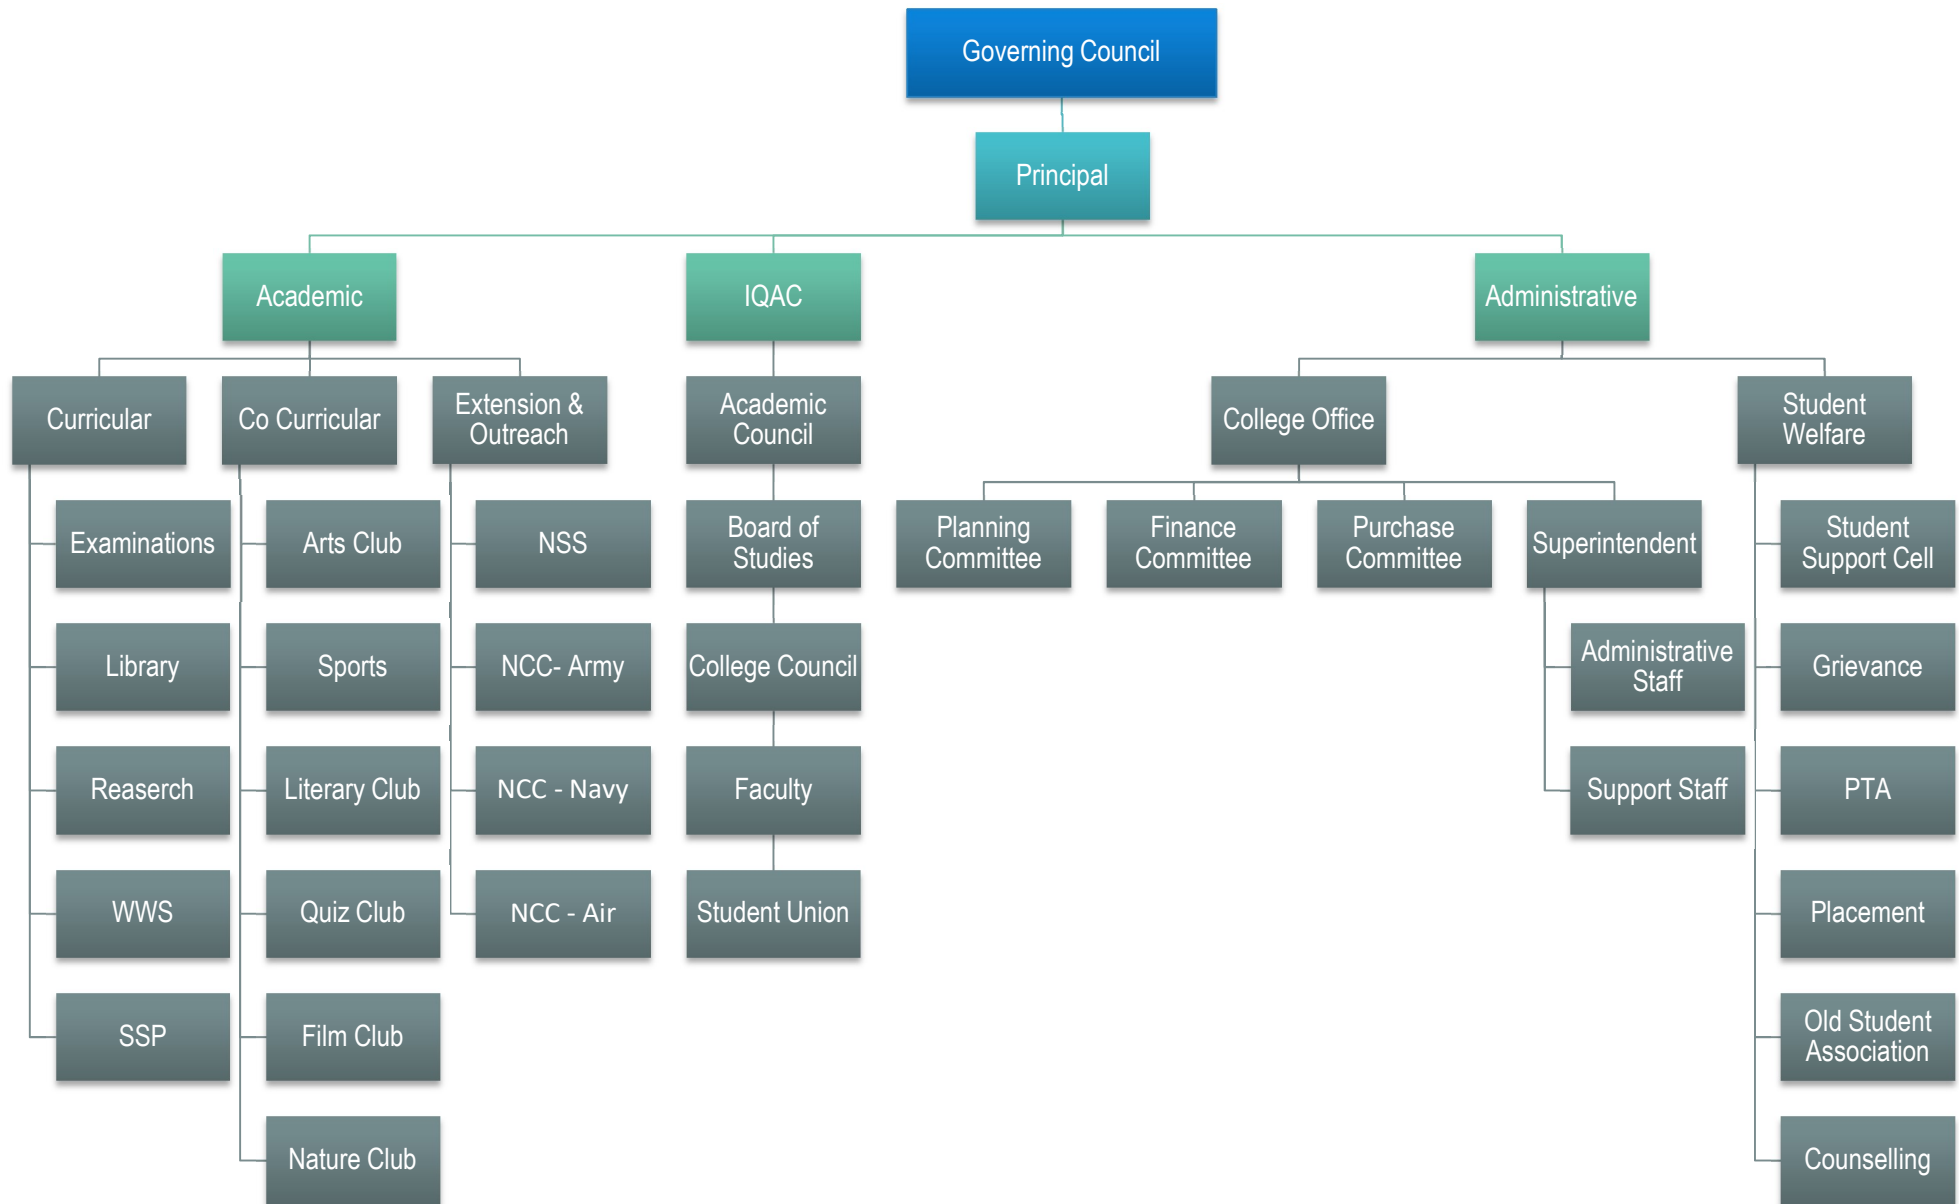 Governing Council
Principal
Academic
IQAC
Administrative
Curricular
Co Curricular
Extension &
Outreach
Academic
Council
College Office
Student
Welfare
Examinations
Arts Club
NSS
Board of
Studies
Planning
Committee
Finance
Committee
Purchase
Committee
Superintendent
Student
Support Cell
Library
Sports
NCC- Army
College Council
Administrative
Staff
Grievance
Reaserch
Literary Club
NCC - Navy
Faculty
Support Staff
PTA
WWS
Quiz Club
NCC - Air
Student Union
Placement
SSP
Film Club
Old Student
Association
Nature Club
Counselling